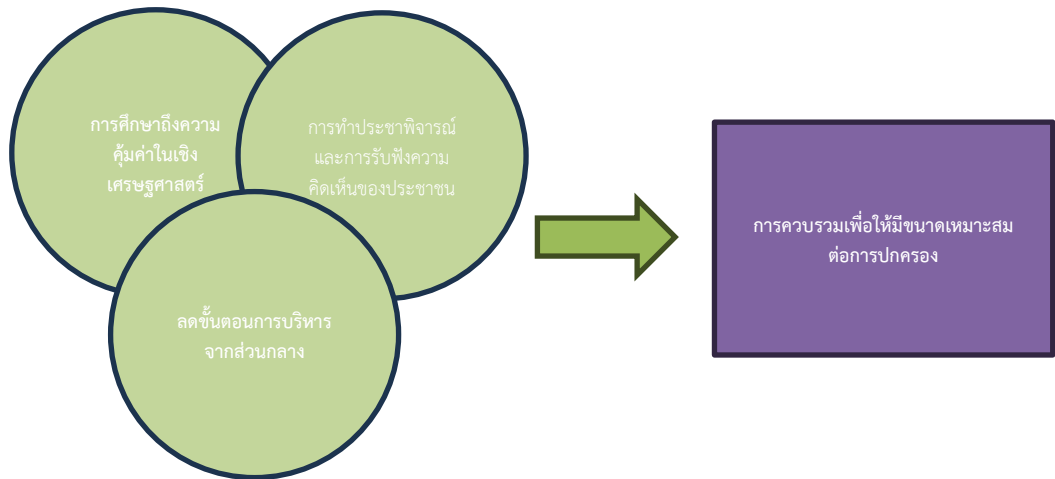 การศึกษาถึงความ
คุ้มค่าในเชิง
เศรษฐศาสตร์
การทำประชาพิจารณ์
และการรับฟังความ
คิดเห็นของประชาชน
ลดขั้นตอนการบริหาร
จากส่วนกลาง
การควบรวมเพื่อให้มีขนาดเหมาะสม
ต่อการปกครอง